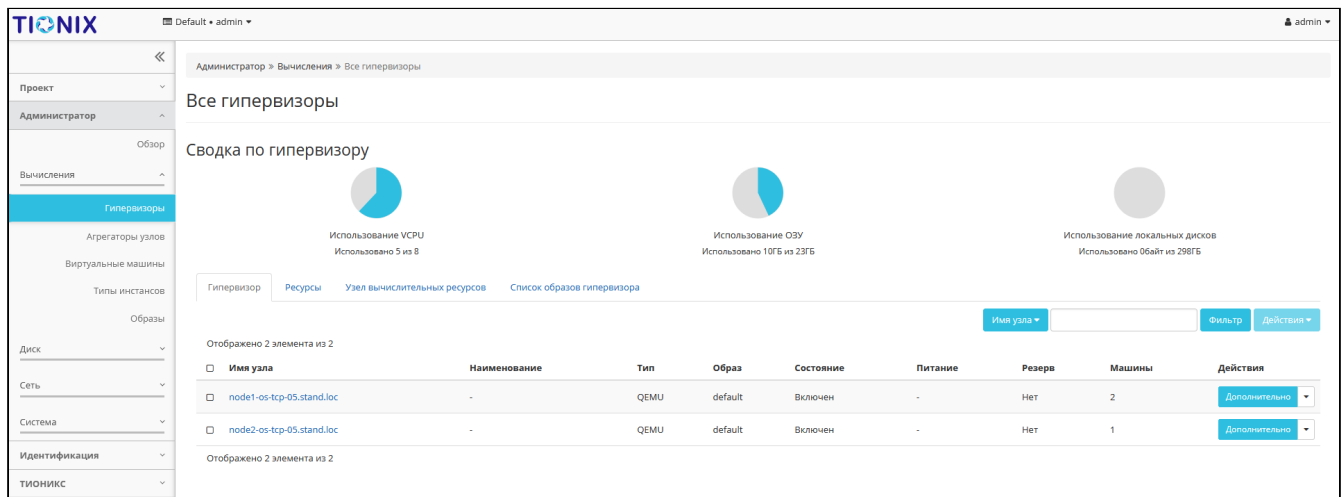 TIONIX
Default • admin
admin
Администратор » Вычисления » Все гипервизоры
Проект
Администратор
Обзор
Вычисления
Гипервизоры
Агрегаторы узлов
Виртуальные машины
Типы инстансов
Образы
Диск
Сеть
Система
Идентификация
ТИОНИКС
Все гипервизоры
Сводка по гипервизору
Использование VCPU
Использовано 5 из 8
Использование ОЗУ
Использовано 10ГБ из 23ГБ
Использование локальных дисков
Использовано 0байт из 298ГБ
Гипервизор Ресурсы Узел вычислительных ресурсов Список образов гипервизора
Имя узла Фильтр Действия
Отображено 2 элемента из 2
Имя узла Наименование Тип Образ Состояние Питание Резерв Машины Действия
node1-os-tcp-05.stand.loc - QEMU default Включен - Нет 2 Дополнительно
node2-os-tcp-05.stand.loc - QEMU default Включен - Нет 1 Дополнительно
Отображено 2 элемента из 2